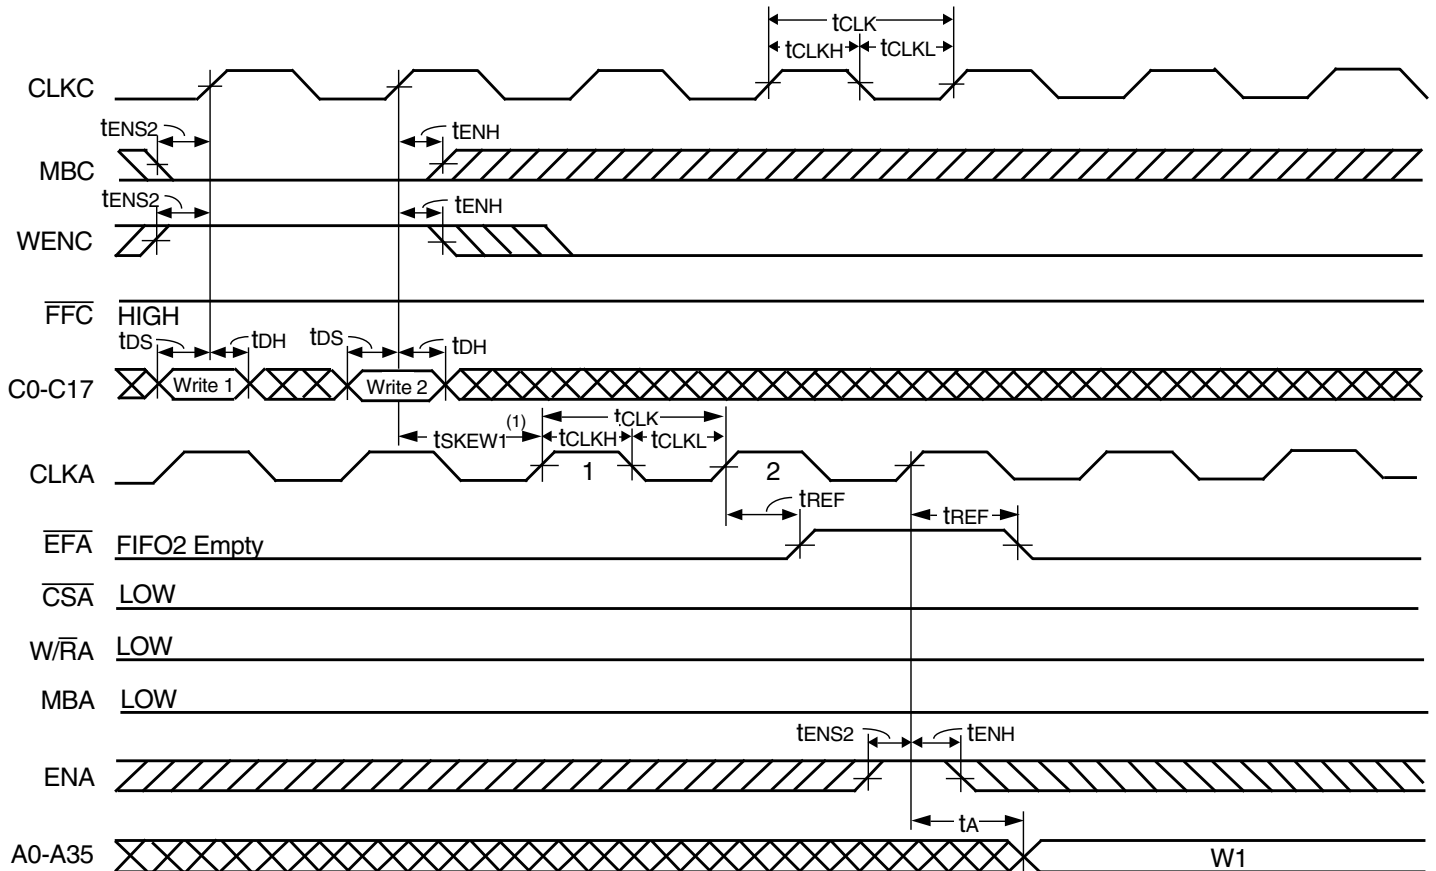 tCLK
tCLKH tCLKL
CLKC
tENS2 tENH
MBC
tENS2 tENH
WENC
FFC HIGH
tDS tDH tDS tDH
C0-C17 Write 1 Write 2
tSKEW1(1) tCLK
tCLKH tCLKL
CLKA 1 2
tREF tREF
EFA FIFO2 Empty
CSA LOW
W/RA LOW
MBA LOW
tENS2 tENH
ENA
tA
A0-A35 W1